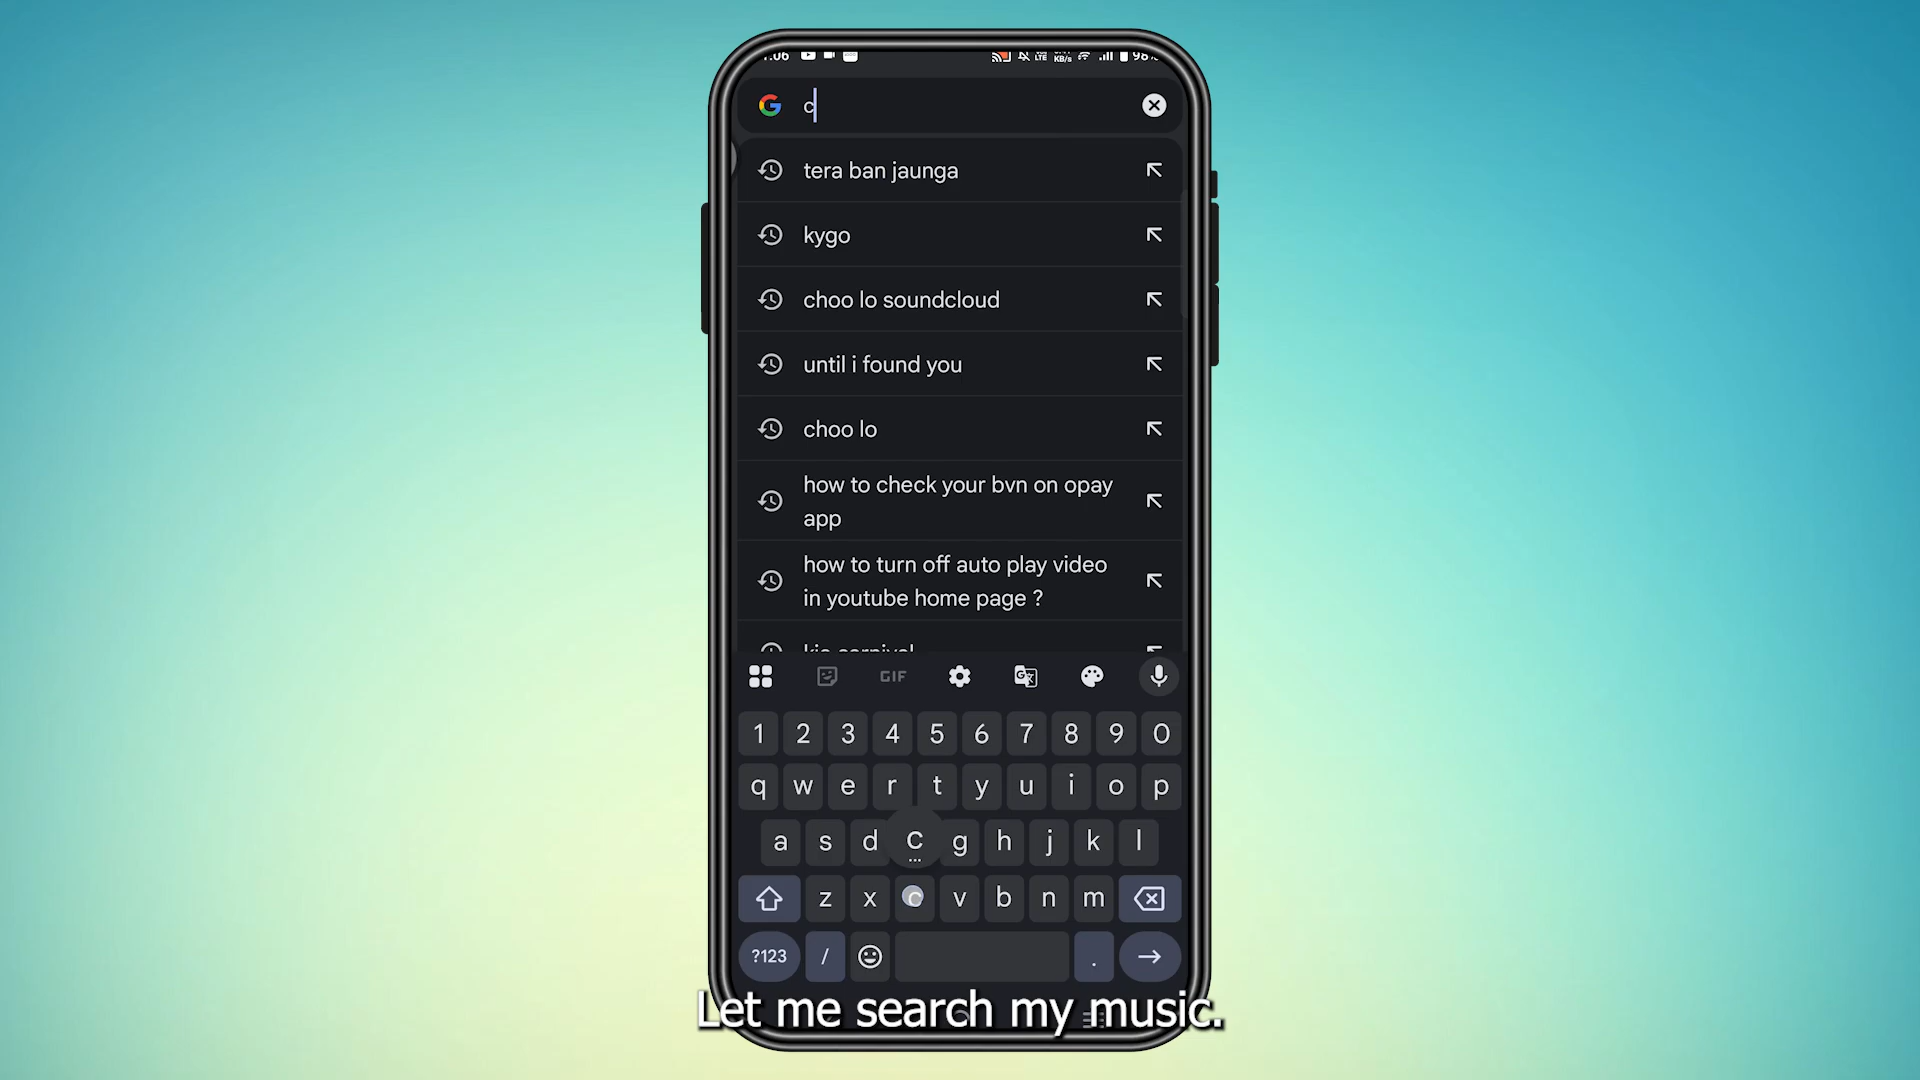 c
tera ban jaunga
kygo
choo lo soundcloud
until i found you
choo lo
how to check your bvn on opay
app
how to turn off auto play video
in youtube home page ?
kia carnival
GIF
1 2 3 4 5 6 7 8 9 0
q w e r t y u i o p
a s d c g h j k l
z x c v b n m
?123 / .
Let me search my music.